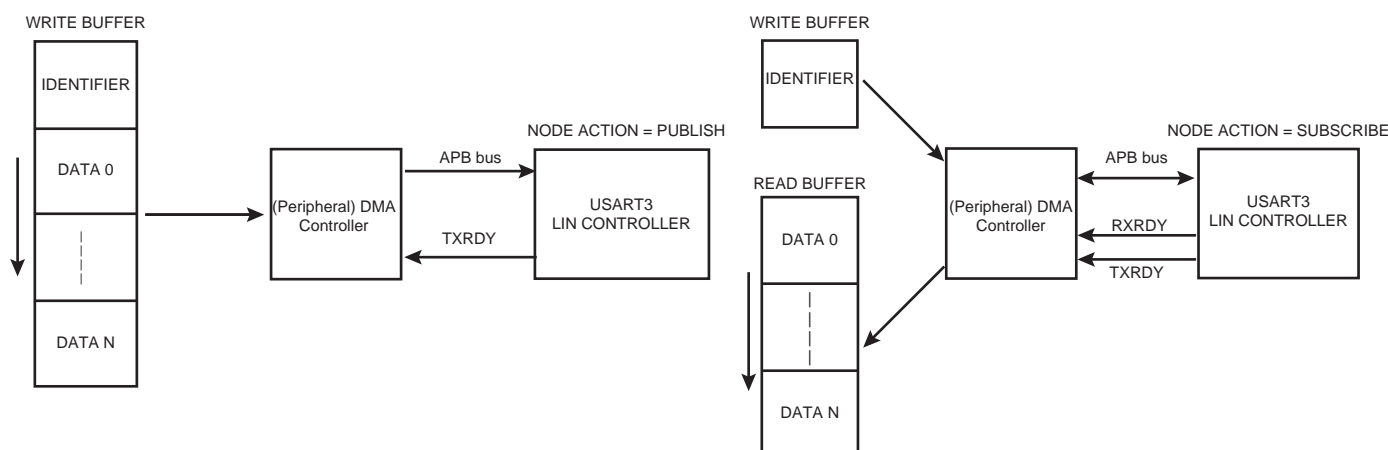 WRITE BUFFER
IDENTIFIER
DATA 0
DATA N
(Peripheral) DMA
Controller
APB bus
TXRDY
NODE ACTION = PUBLISH
USART3
LIN CONTROLLER
WRITE BUFFER
IDENTIFIER
READ BUFFER
DATA 0
DATA N
(Peripheral) DMA
Controller
APB bus
RXRDY
TXRDY
NODE ACTION = SUBSCRIBE
USART3
LIN CONTROLLER